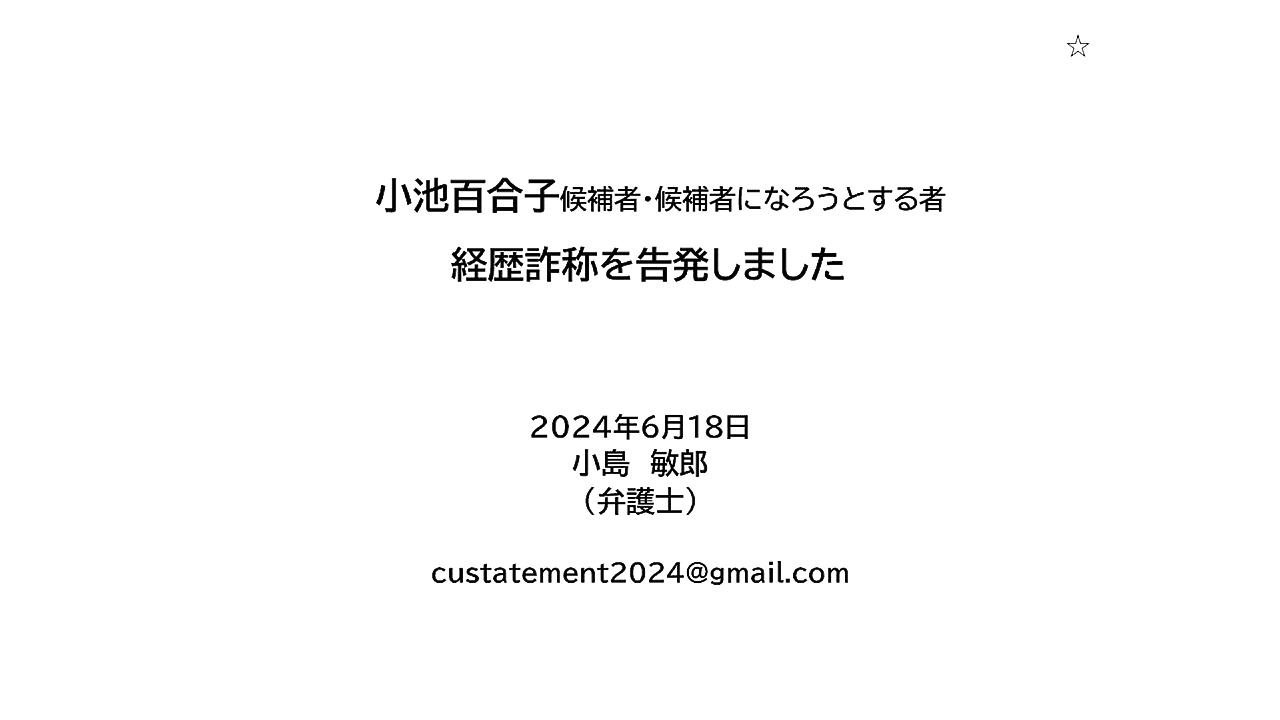 ☆
小池百合子候補者・候補者になろうとする者
経歴詐称を告発しました
2024年6月18日
小島　敏郎
（弁護士）
custatement2024@gmail.com